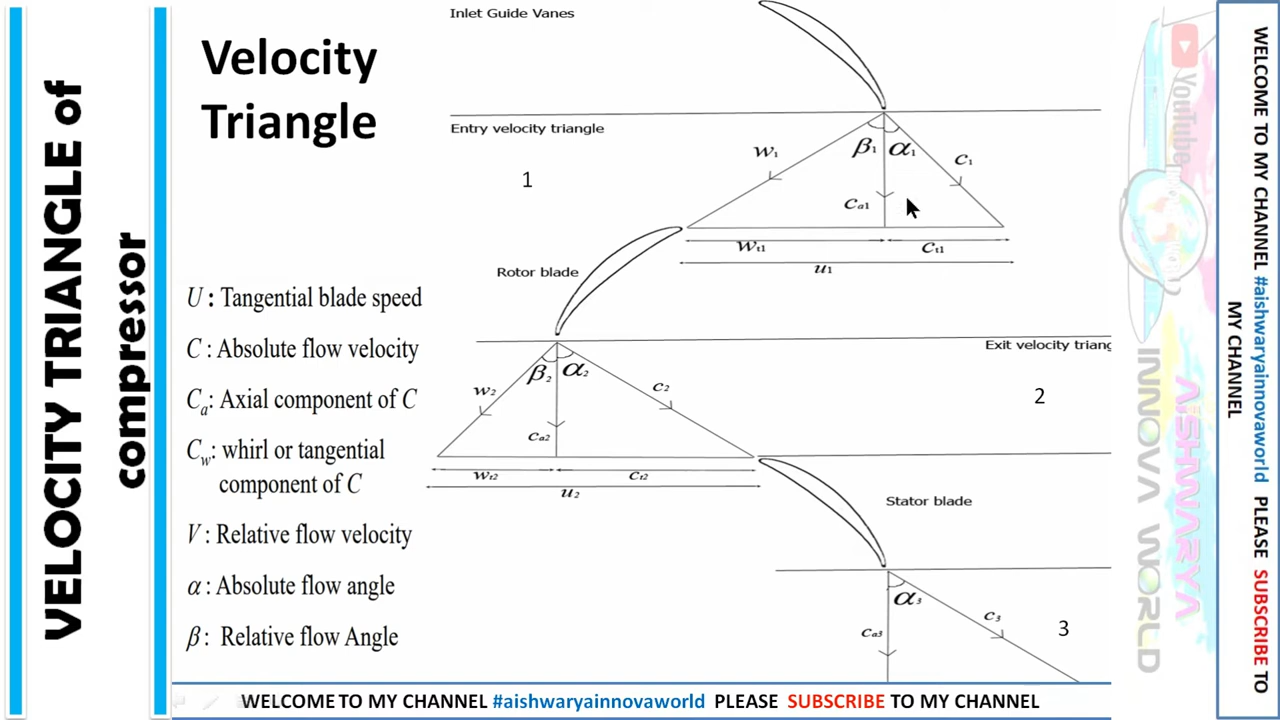 VELOCITY TRIANGLE of
compressor
Velocity
Triangle
Inlet Guide Vanes
Entry velocity triangle
1
W₁
β₁ α₁
C₁
Ca1
Wt1
Ct1
u₁
Rotor blade
U : Tangential blade speed
C : Absolute flow velocity
Cₐ: Axial component of C
C_w: whirl or tangential
component of C
V : Relative flow velocity
α : Absolute flow angle
β : Relative flow Angle
Exit velocity triang
2
W₂
β₂ α₂
C₂
Ca2
Wt2
Ct2
u₂
Stator blade
α₃
C₃
Ca3
3
WELCOME TO MY CHANNEL #aishwaryainnovaworld PLEASE SUBSCRIBE TO MY CHANNEL
YouTube
INNOVA WORLD
AISHWARYA
WELCOME TO MY CHANNEL #aishwaryainnovaworld PLEASE SUBSCRIBE TO
MY CHANNEL